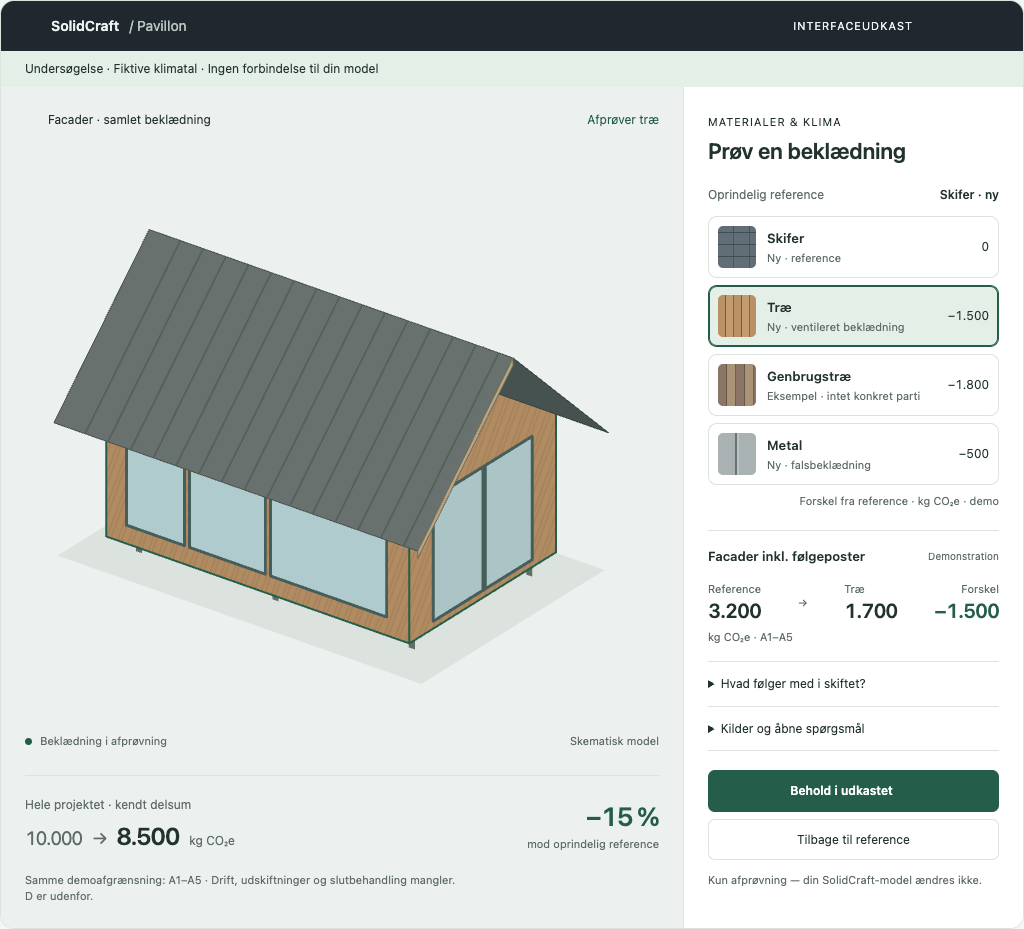 SolidCraft / Pavillon
INTERFACEUDKAST
Undersøgelse · Fiktive klimatal · Ingen forbindelse til din model
Facader · samlet beklædning
Afprøver træ
Beklædning i afprøvning
Skematisk model
Hele projektet · kendt delsum
10.000 → 8.500 kg CO₂e
−15 %
mod oprindelig reference
Samme demoafgrænsning: A1–A5 · Drift, udskiftninger og slutbehandling mangler.
D er udenfor.
MATERIALER & KLIMA
Prøv en beklædning
Oprindelig reference
Skifer · ny
Skifer
Ny · reference
0
Træ
Ny · ventileret beklædning
−1.500
Genbrugstræ
Eksempel · intet konkret parti
−1.800
Metal
Ny · falsbeklædning
−500
Forskel fra reference · kg CO₂e · demo
Facader inkl. følgeposter
Demonstration
Reference
3.200
→
Træ
1.700
Forskel
−1.500
kg CO₂e · A1–A5
▶ Hvad følger med i skiftet?
▶ Kilder og åbne spørgsmål
Behold i udkastet
Tilbage til reference
Kun afprøvning — din SolidCraft-model ændres ikke.